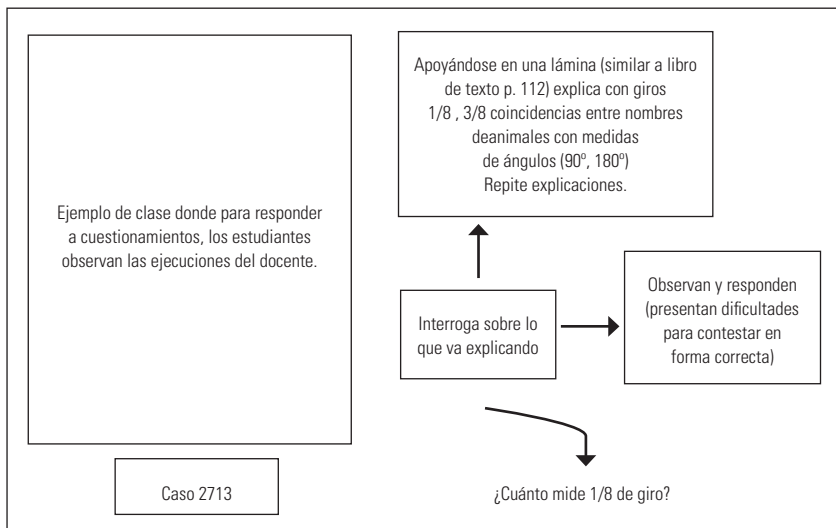 Ejemplo de clase donde para responder
a cuestionamientos, los estudiantes
observan las ejecuciones del docente.
Caso 2713
Apoyándose en una lámina (similar a libro
de texto p. 112) explica con giros
1/8 , 3/8 coincidencias entre nombres
deanimales con medidas
de ángulos (90º, 180º)
Repite explicaciones.
Interroga sobre lo
que va explicando
Observan y responden
(presentan dificultades
para contestar en
forma correcta)
¿Cuánto mide 1/8 de giro?